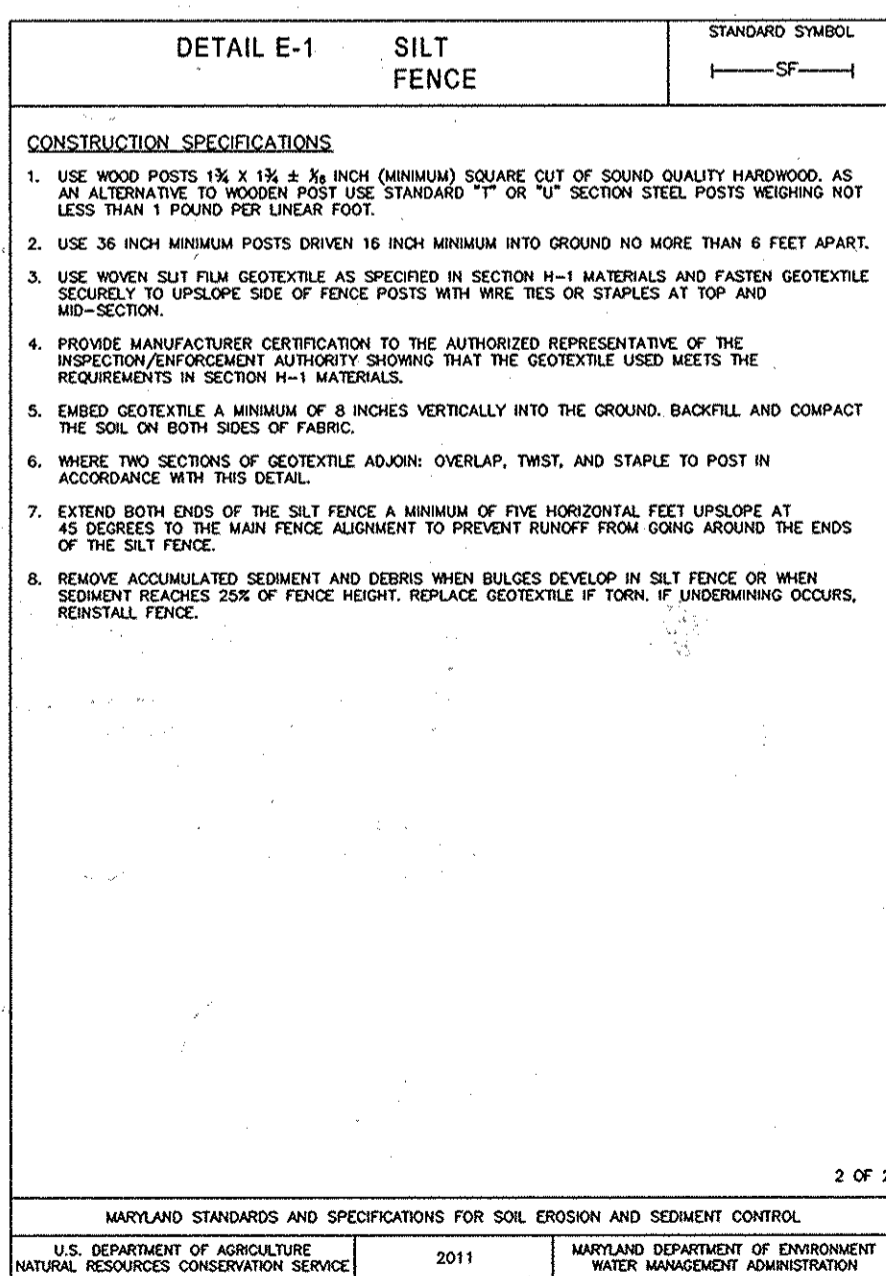 DETAIL E-1 SILT
FENCE
STANDARD SYMBOL
SF
CONSTRUCTION SPECIFICATIONS
1. USE WOOD POSTS 1¾ X 1¾ ± 1/16 INCH (MINIMUM) SQUARE CUT OF SOUND QUALITY HARDWOOD. AS
AN ALTERNATIVE TO WOODEN POST USE STANDARD "T" OR "U" SECTION STEEL POSTS WEIGHING NOT
LESS THAN 1 POUND PER LINEAR FOOT.
2. USE 36 INCH MINIMUM POSTS DRIVEN 16 INCH MINIMUM INTO GROUND NO MORE THAN 6 FEET APART.
3. USE WOVEN SLIT FILM GEOTEXTILE AS SPECIFIED IN SECTION H-1 MATERIALS AND FASTEN GEOTEXTILE
SECURELY TO UPSLOPE SIDE OF FENCE POSTS WITH WIRE TIES OR STAPLES AT TOP AND
MID-SECTION.
4. PROVIDE MANUFACTURER CERTIFICATION TO THE AUTHORIZED REPRESENTATIVE OF THE
INSPECTION/ENFORCEMENT AUTHORITY SHOWING THAT THE GEOTEXTILE USED MEETS THE
REQUIREMENTS IN SECTION H-1 MATERIALS.
5. EMBED GEOTEXTILE A MINIMUM OF 8 INCHES VERTICALLY INTO THE GROUND. BACKFILL AND COMPACT
THE SOIL ON BOTH SIDES OF FABRIC.
6. WHERE TWO SECTIONS OF GEOTEXTILE ADJOIN: OVERLAP, TWIST, AND STAPLE TO POST IN
ACCORDANCE WITH THIS DETAIL.
7. EXTEND BOTH ENDS OF THE SILT FENCE A MINIMUM OF FIVE HORIZONTAL FEET UPSLOPE AT
45 DEGREES TO THE MAIN FENCE ALIGNMENT TO PREVENT RUNOFF FROM GOING AROUND THE ENDS
OF THE SILT FENCE.
8. REMOVE ACCUMULATED SEDIMENT AND DEBRIS WHEN BULGES DEVELOP IN SILT FENCE OR WHEN
SEDIMENT REACHES 25% OF FENCE HEIGHT. REPLACE GEOTEXTILE IF TORN. IF UNDERMINING OCCURS,
REINSTALL FENCE.
2 OF 2
MARYLAND STANDARDS AND SPECIFICATIONS FOR SOIL EROSION AND SEDIMENT CONTROL
U.S. DEPARTMENT OF AGRICULTURE
NATURAL RESOURCES CONSERVATION SERVICE
2011
MARYLAND DEPARTMENT OF ENVIRONMENT
WATER MANAGEMENT ADMINISTRATION